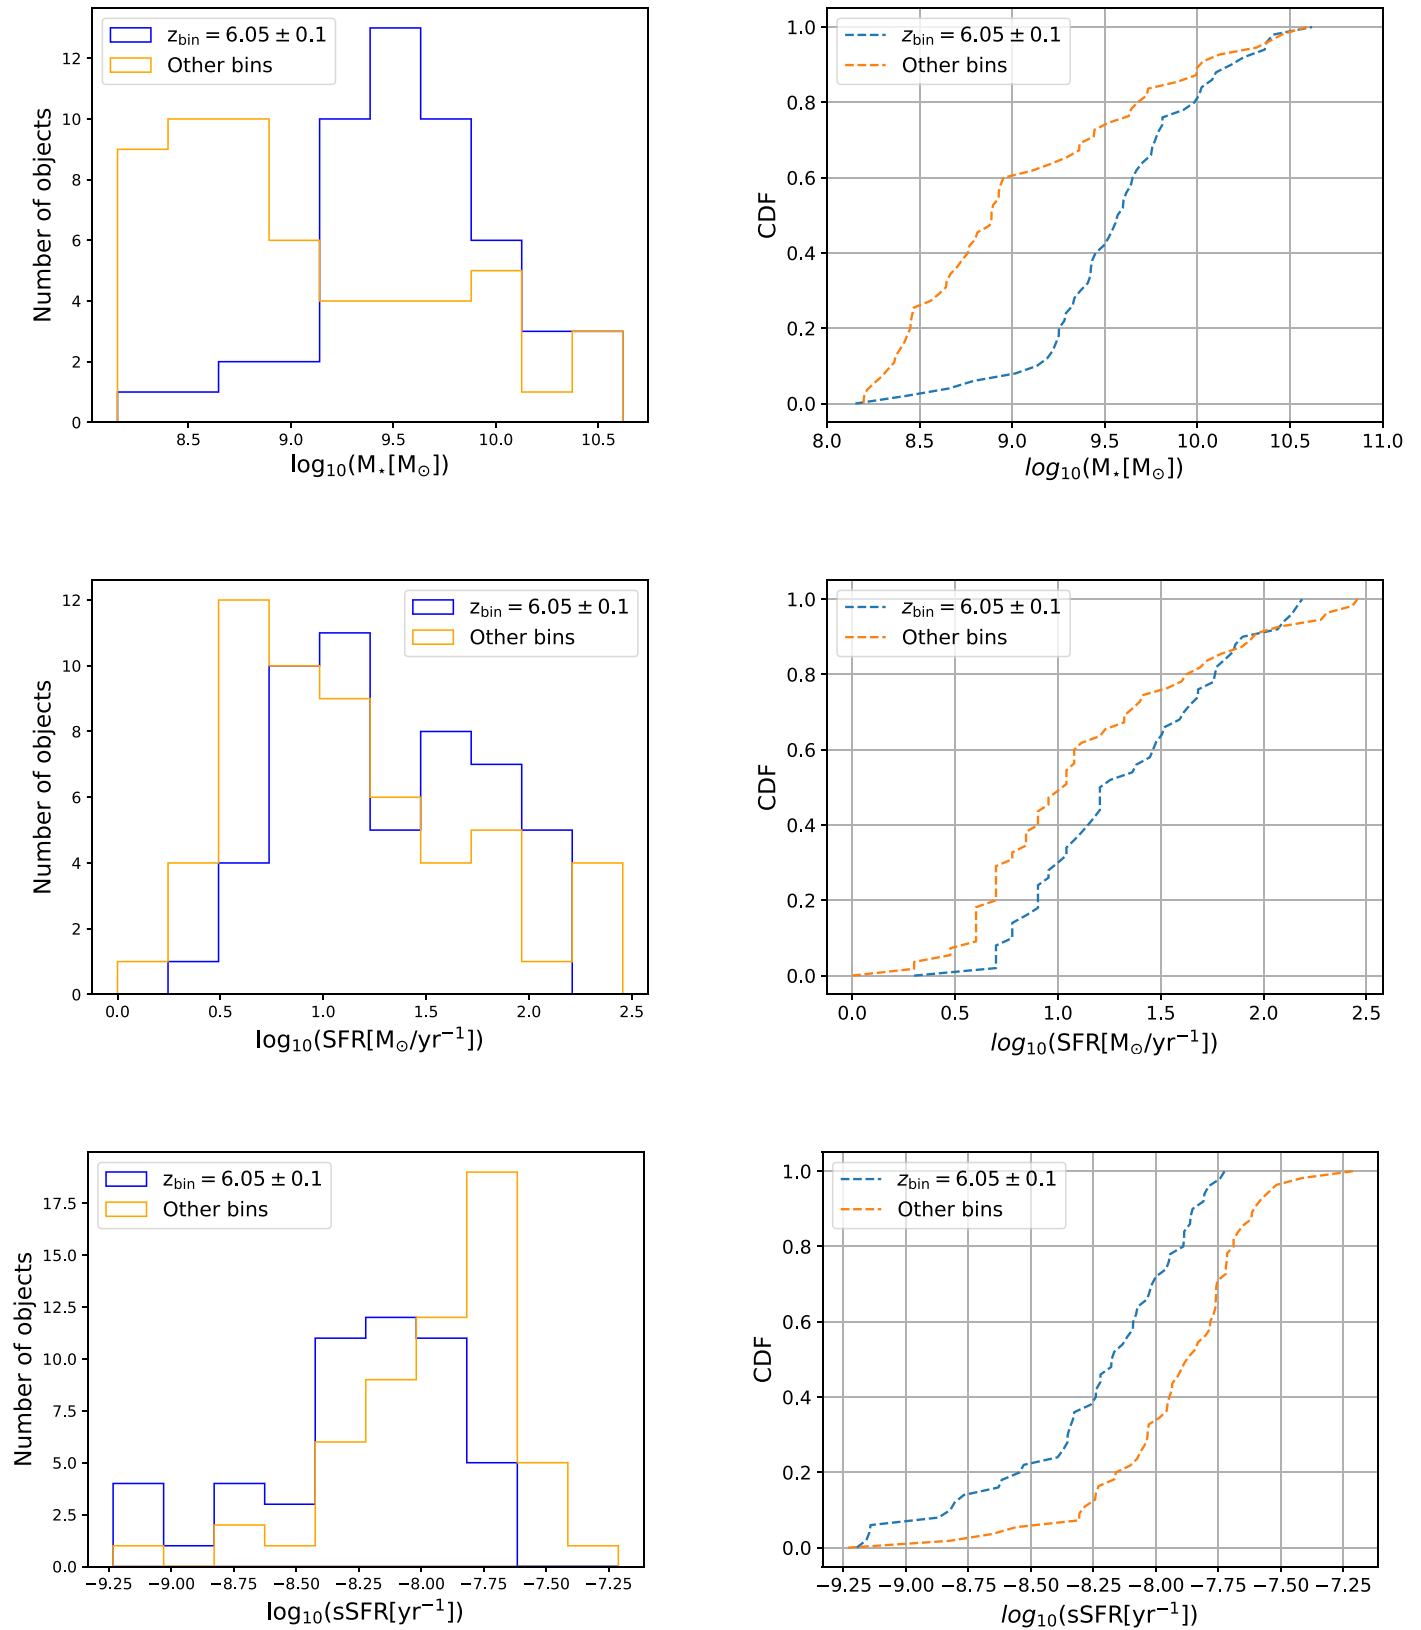 z_bin = 6.05 ± 0.1
Other bins
Number of objects
12
10
8
6
4
2
0
8.5 9.0 9.5 10.0 10.5
log₁₀(M⋆[M⊙])
z_bin = 6.05 ± 0.1
Other bins
CDF
1.0
0.8
0.6
0.4
0.2
0.0
8.0 8.5 9.0 9.5 10.0 10.5 11.0
log₁₀(M⋆[M⊙])
z_bin = 6.05 ± 0.1
Other bins
Number of objects
12
10
8
6
4
2
0
0.0 0.5 1.0 1.5 2.0 2.5
log₁₀(SFR[M⊙/yr⁻¹])
z_bin = 6.05 ± 0.1
Other bins
CDF
1.0
0.8
0.6
0.4
0.2
0.0
0.0 0.5 1.0 1.5 2.0 2.5
log₁₀(SFR[M⊙/yr⁻¹])
z_bin = 6.05 ± 0.1
Other bins
Number of objects
17.5
15.0
12.5
10.0
7.5
5.0
2.5
0.0
−9.25 −9.00 −8.75 −8.50 −8.25 −8.00 −7.75 −7.50 −7.25
log₁₀(sSFR[yr⁻¹])
z_bin = 6.05 ± 0.1
Other bins
CDF
1.0
0.8
0.6
0.4
0.2
0.0
−9.25 −9.00 −8.75 −8.50 −8.25 −8.00 −7.75 −7.50 −7.25
log₁₀(sSFR[yr⁻¹])